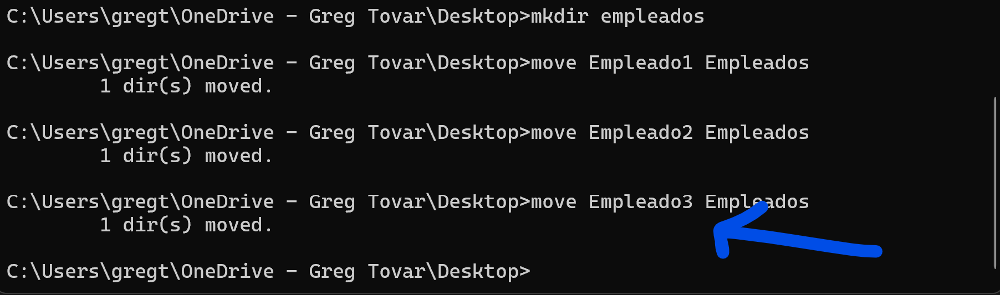 C:\Users\gregt\OneDrive - Greg Tovar\Desktop>mkdir empleados
C:\Users\gregt\OneDrive - Greg Tovar\Desktop>move Empleado1 Empleados
1 dir(s) moved.
C:\Users\gregt\OneDrive - Greg Tovar\Desktop>move Empleado2 Empleados
1 dir(s) moved.
C:\Users\gregt\OneDrive - Greg Tovar\Desktop>move Empleado3 Empleados
1 dir(s) moved.
C:\Users\gregt\OneDrive - Greg Tovar\Desktop>